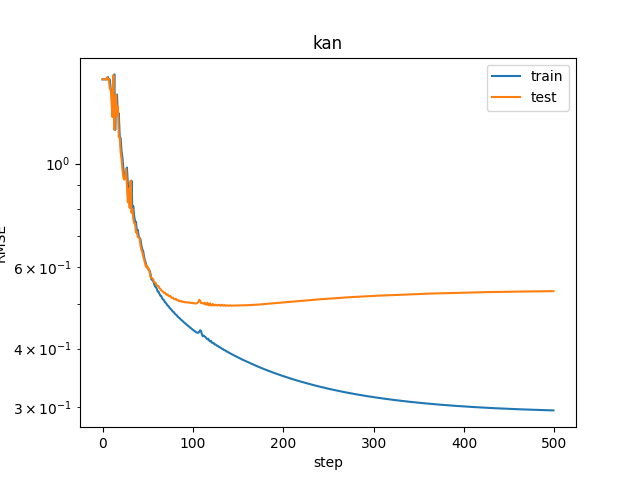 kan
train
test
10⁰
6 × 10⁻¹
4 × 10⁻¹
3 × 10⁻¹
RMSE
0 100 200 300 400 500
step